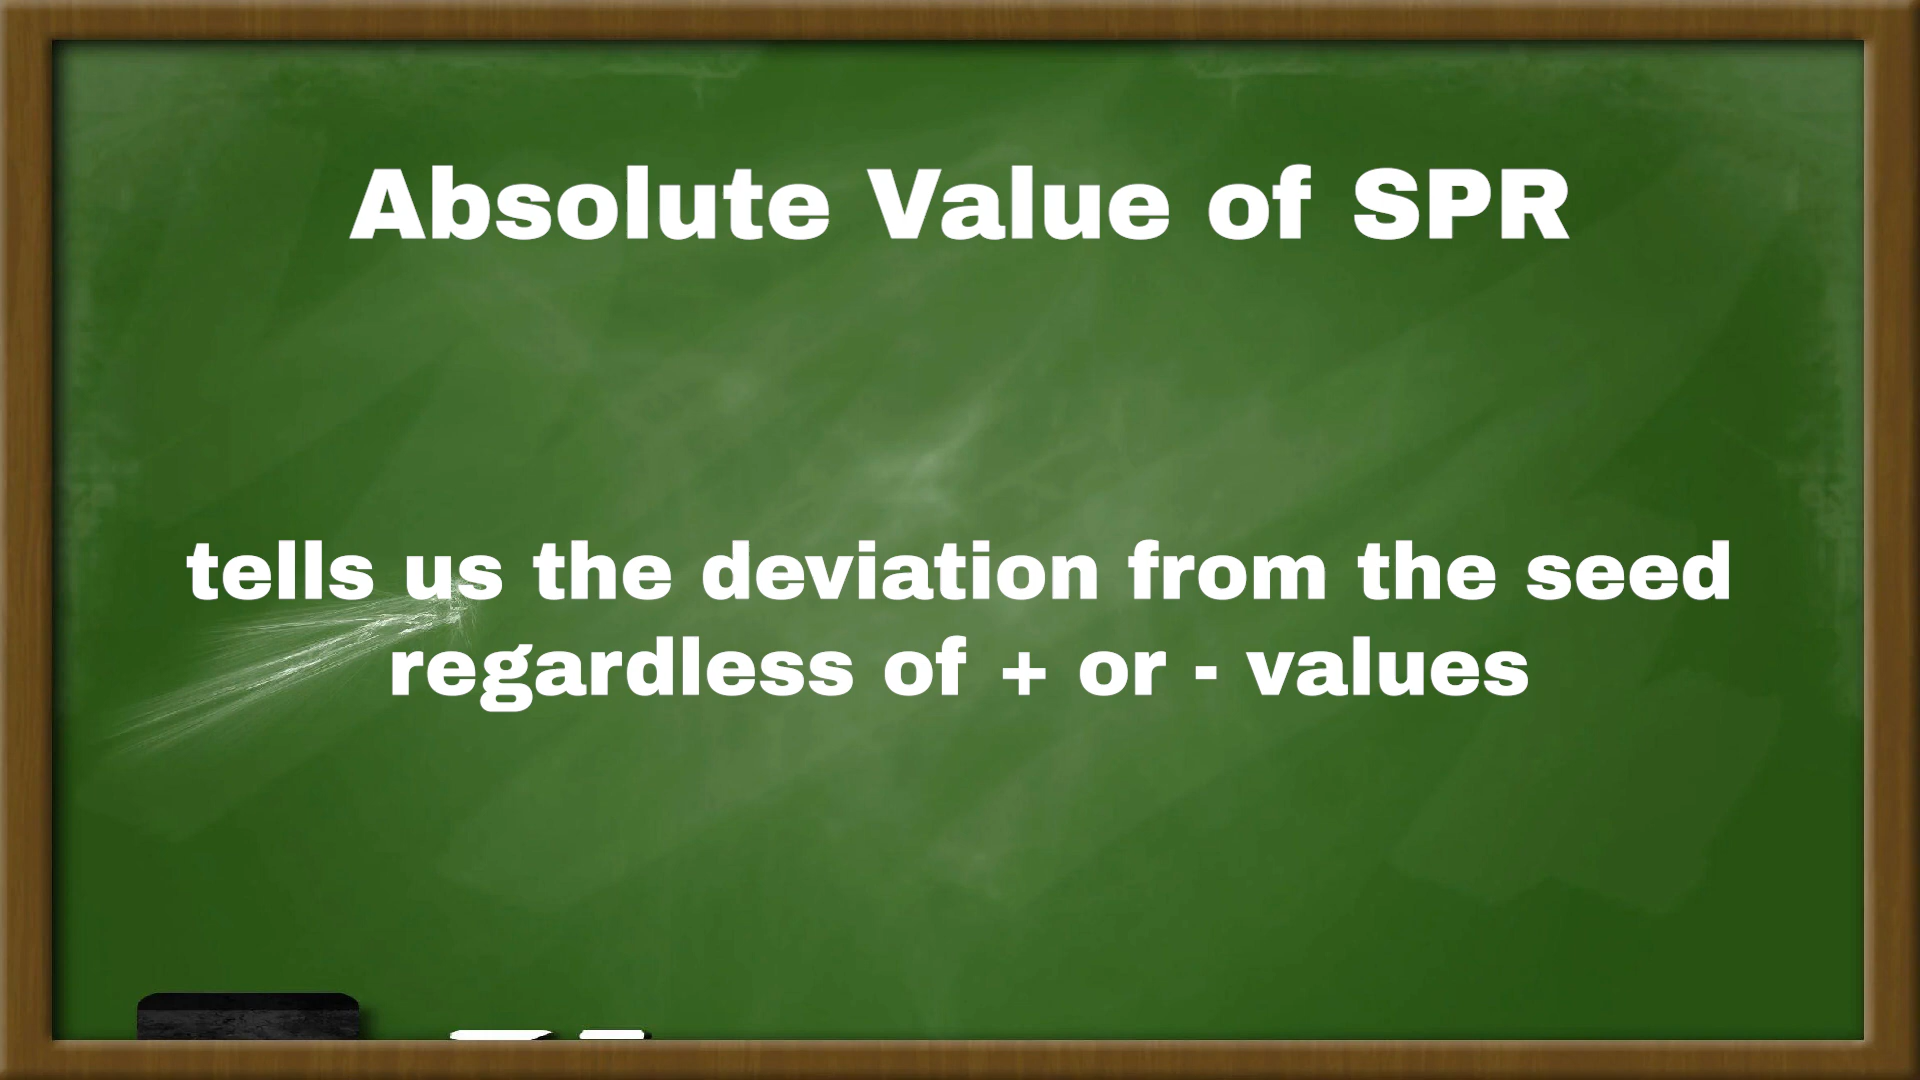 Absolute Value of SPR
tells us the deviation from the seed
regardless of + or - values